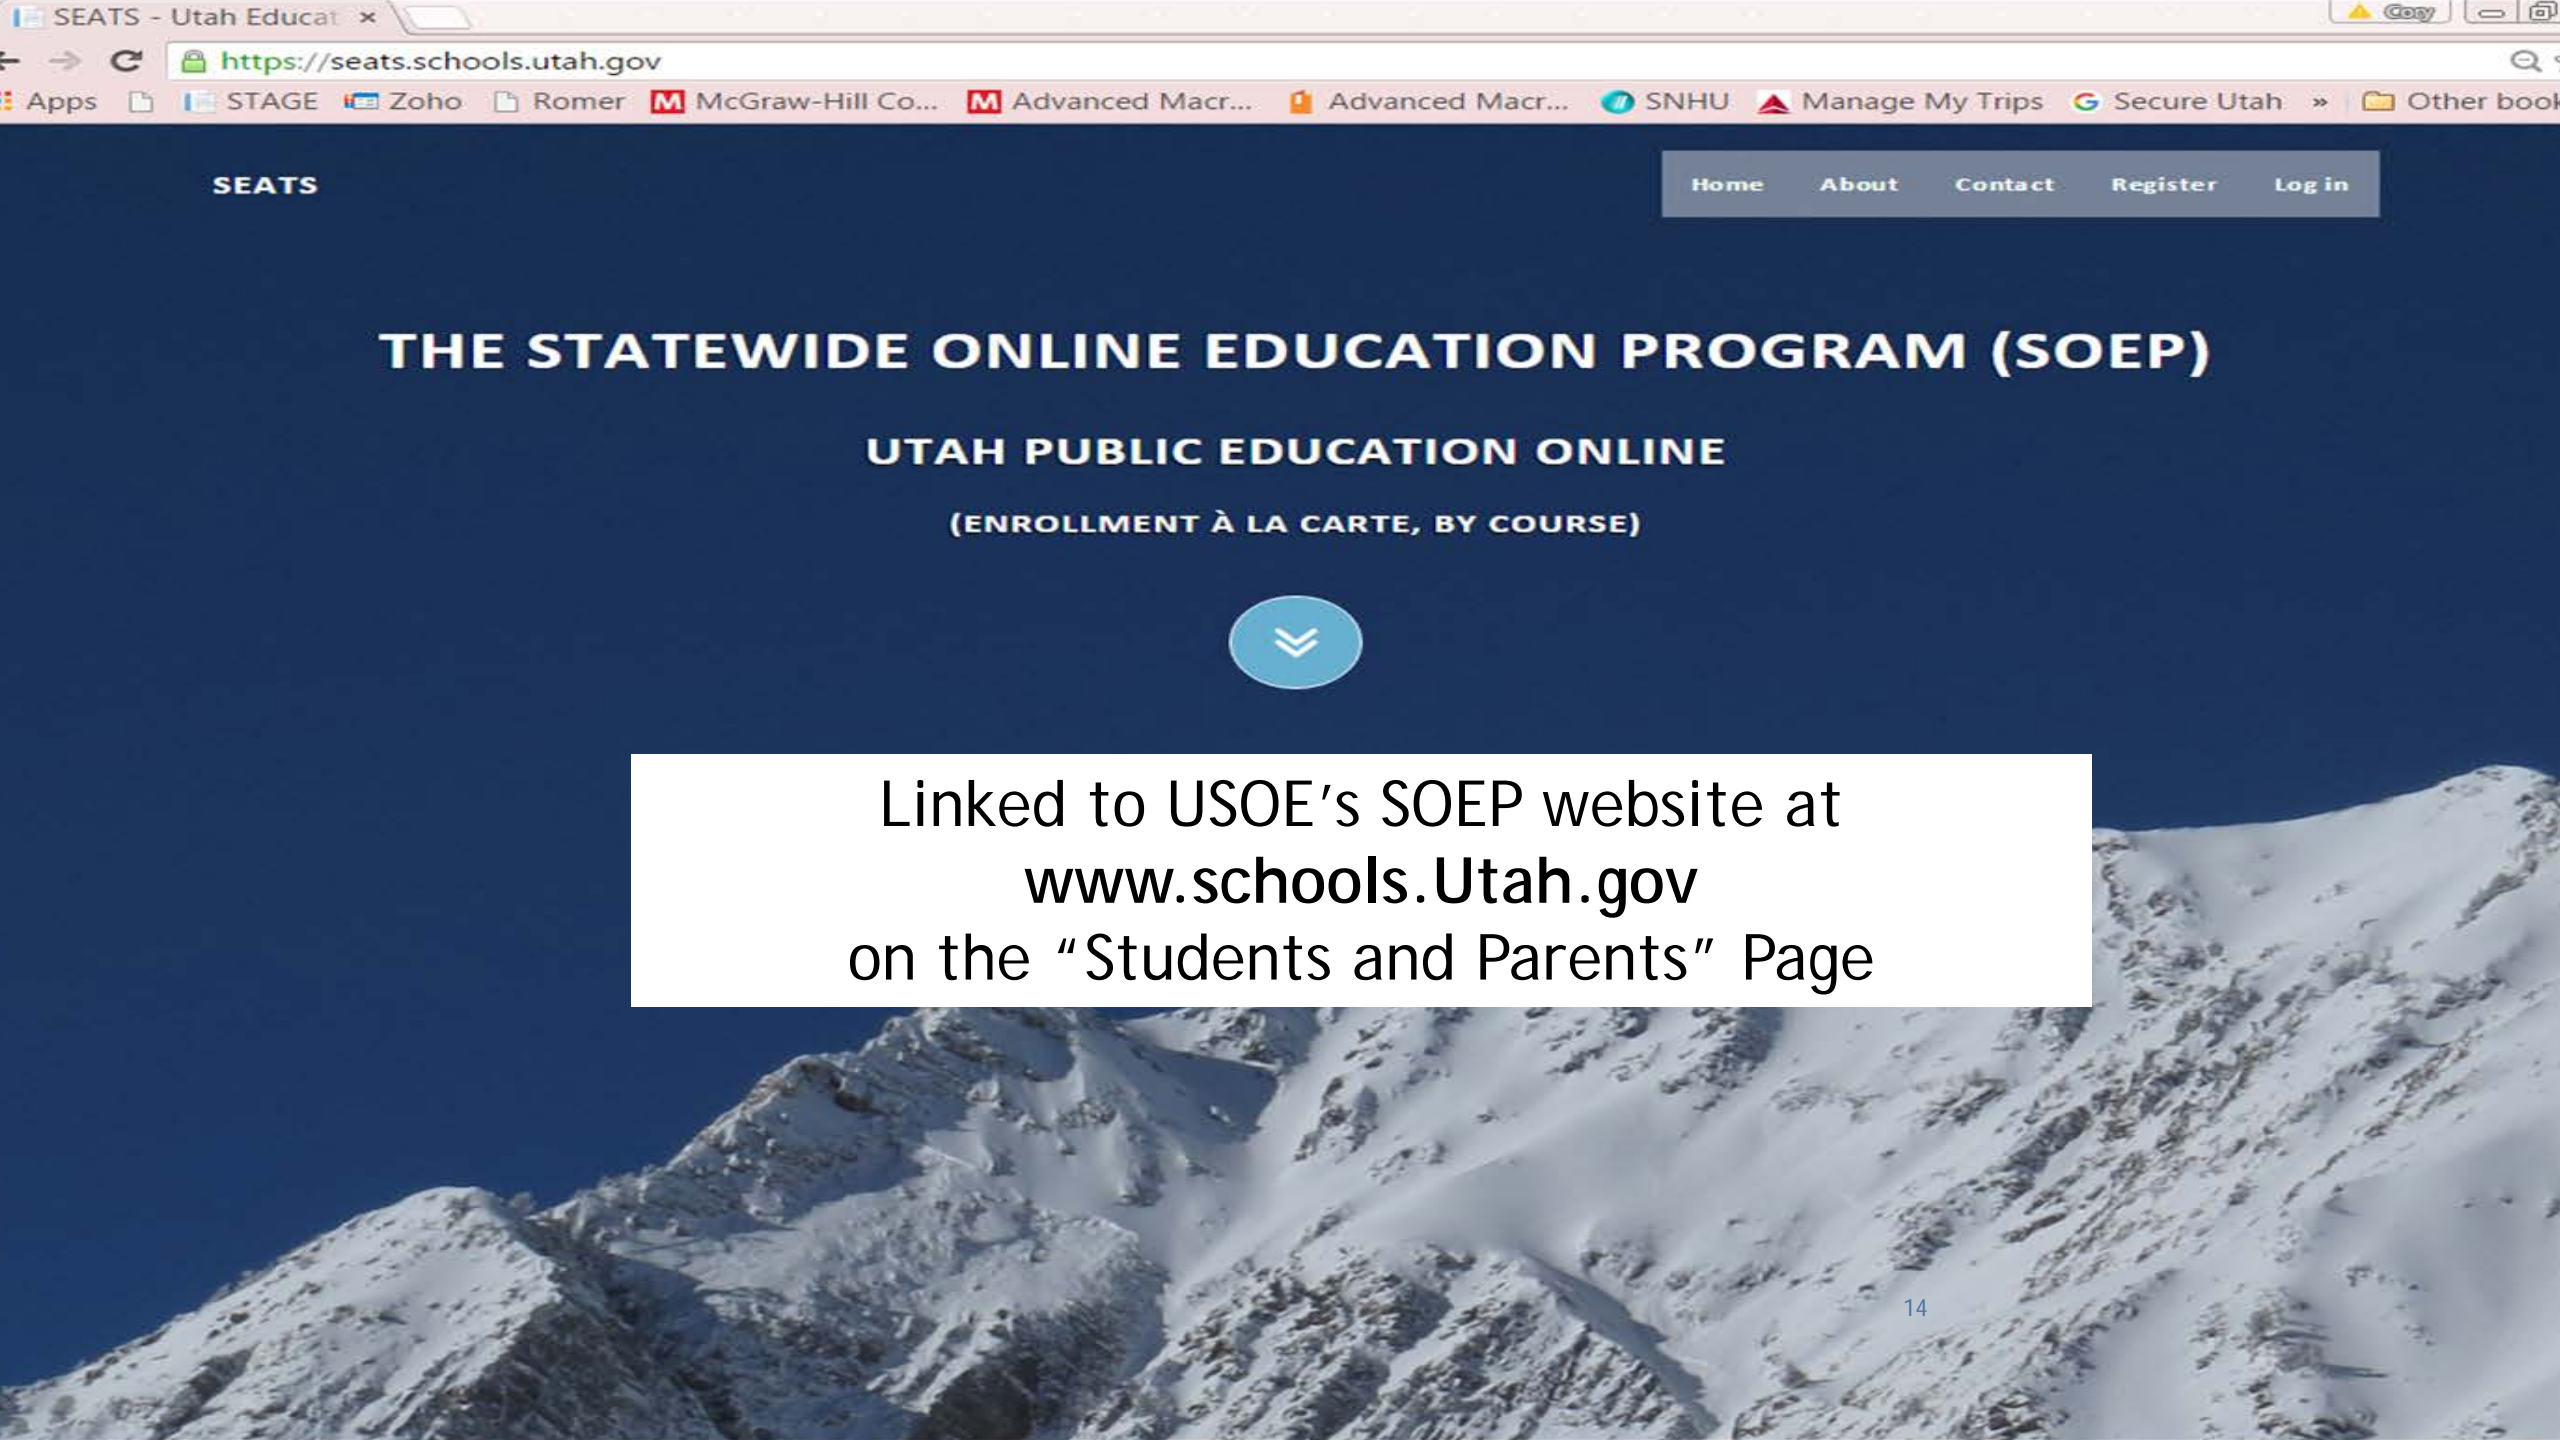 SEATS - Utah Educat
Cory
https://seats.schools.utah.gov
Apps STAGE Zoho Romer McGraw-Hill Co... Advanced Macr... Advanced Macr... SNHU Manage My Trips Secure Utah » Other book
SEATS Home About Contact Register Log in
THE STATEWIDE ONLINE EDUCATION PROGRAM (SOEP)
UTAH PUBLIC EDUCATION ONLINE
(ENROLLMENT À LA CARTE, BY COURSE)
Linked to USOE’s SOEP website at
www.schools.Utah.gov
on the “Students and Parents” Page
14